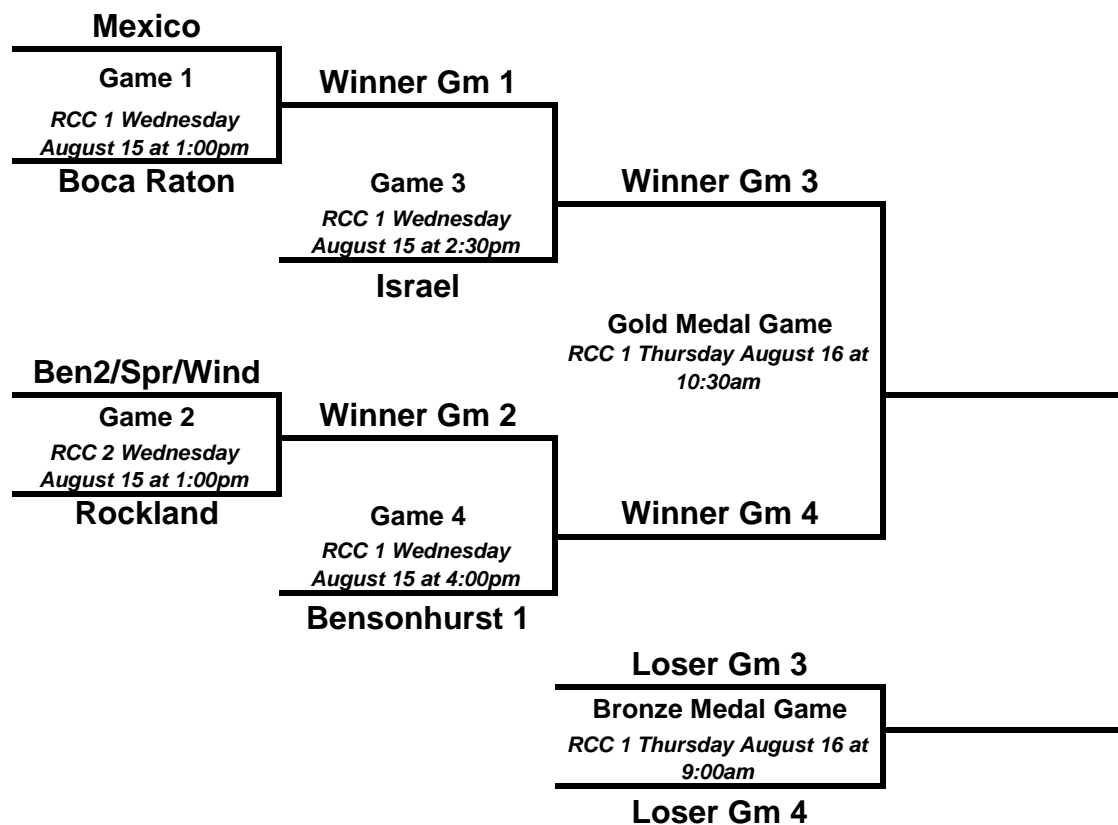 Mexico
Game 1
RCC 1 Wednesday
August 15 at 1:00pm
Boca Raton
Winner Gm 1
Game 3
RCC 1 Wednesday
August 15 at 2:30pm
Israel
Winner Gm 3
Gold Medal Game
RCC 1 Thursday August 16 at
10:30am
Ben2/Spr/Wind
Game 2
RCC 2 Wednesday
August 15 at 1:00pm
Rockland
Winner Gm 2
Game 4
RCC 1 Wednesday
August 15 at 4:00pm
Bensonhurst 1
Winner Gm 4
Loser Gm 3
Bronze Medal Game
RCC 1 Thursday August 16 at
9:00am
Loser Gm 4